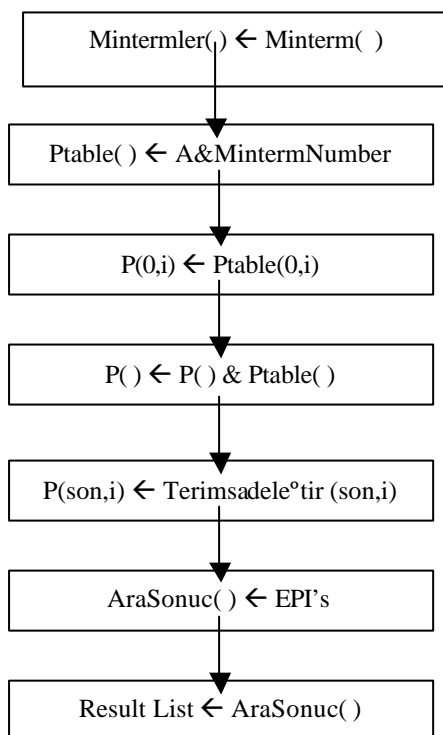 Mintermler( ) ← Minterm( )
Ptable( ) ← A&MintermNumber
P(0,i) ← Ptable(0,i)
P( ) ← P() & Ptable( )
P(son,i) ← Terimsadeleºtir (son,i)
AraSonuc( ) ← EPI's
Result List ← AraSonuc( )